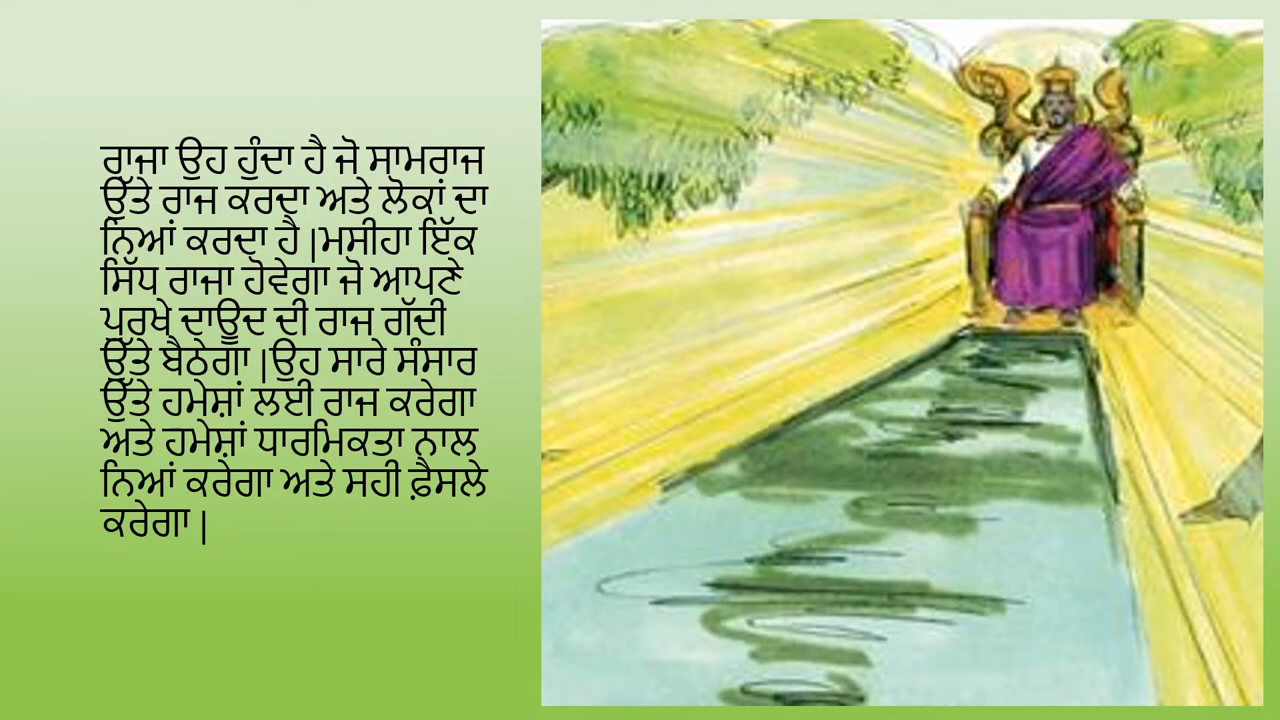 ਰਾਜਾ ਉਹ ਹੁੰਦਾ ਹੈ ਜੋ ਸਾਮਰਾਜ
ਉੱਤੇ ਰਾਜ ਕਰਦਾ ਅਤੇ ਲੋਕਾਂ ਦਾ
ਨਿਆਂ ਕਰਦਾ ਹੈ |ਮਸੀਹਾ ਇੱਕ
ਸਿੱਧ ਰਾਜਾ ਹੋਵੇਗਾ ਜੋ ਆਪਣੇ
ਪੁਰਖੇ ਦਾਊਦ ਦੀ ਰਾਜ ਗੱਦੀ
ਉੱਤੇ ਬੈਠੇਗਾ |ਉਹ ਸਾਰੇ ਸੰਸਾਰ
ਉੱਤੇ ਹਮੇਸ਼ਾਂ ਲਈ ਰਾਜ ਕਰੇਗਾ
ਅਤੇ ਹਮੇਸ਼ਾਂ ਧਾਰਮਿਕਤਾ ਨਾਲ
ਨਿਆਂ ਕਰੇਗਾ ਅਤੇ ਸਹੀ ਫ਼ੈਸਲੇ
ਕਰੇਗਾ |